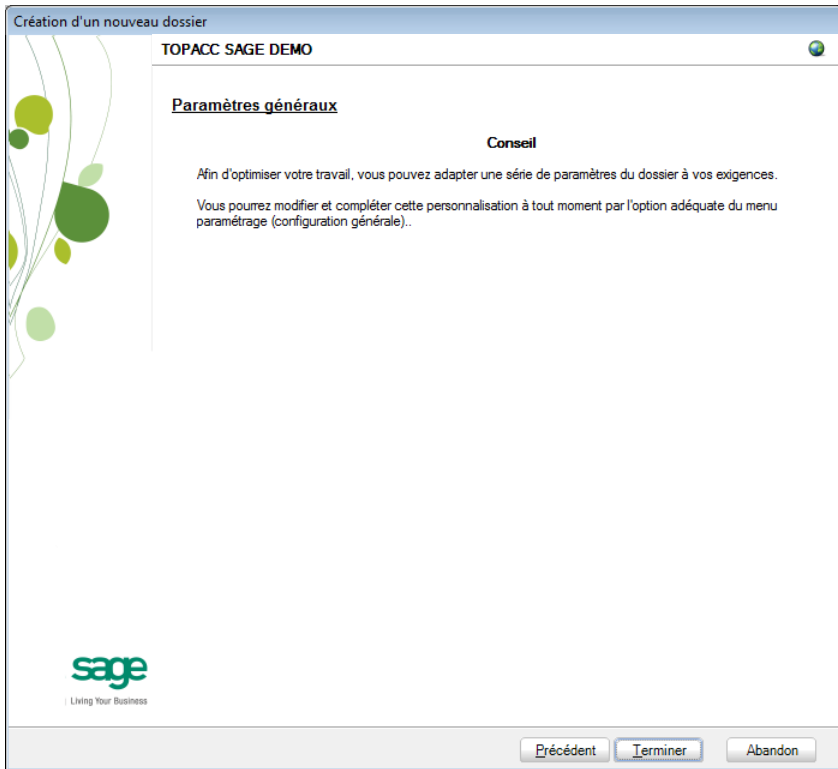 Création d'un nouveau dossier
TOPACC SAGE DEMO
Paramètres généraux
Conseil
Afin d'optimiser votre travail, vous pouvez adapter une série de paramètres du dossier à vos exigences.
Vous pourrez modifier et compléter cette personnalisation à tout moment par l'option adéquate du menu
paramétrage (configuration générale)..
sage
Living Your Business
Précédent
Terminer
Abandon